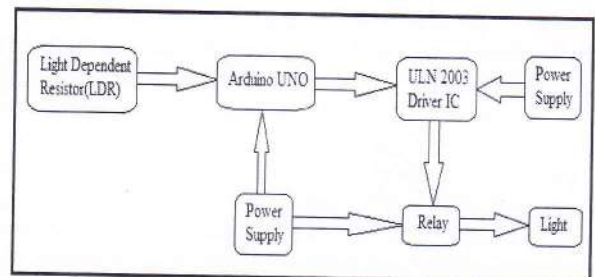 Light Dependent
Resistor(LDR)
Arduino UNO
ULN 2003
Driver IC
Power
Supply
Power
Supply
Relay
Light